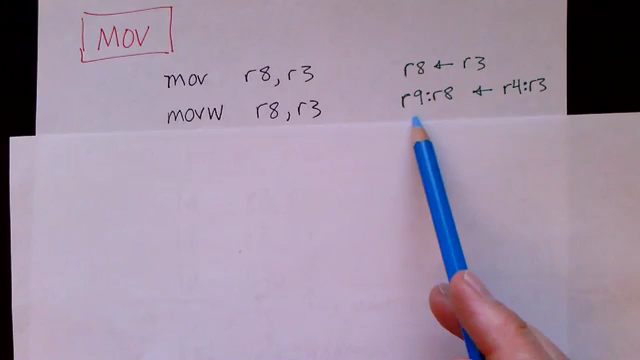 MOV
mov r8, r3 r8 ← r3
movw r8, r3 r9:r8 ← r4:r3